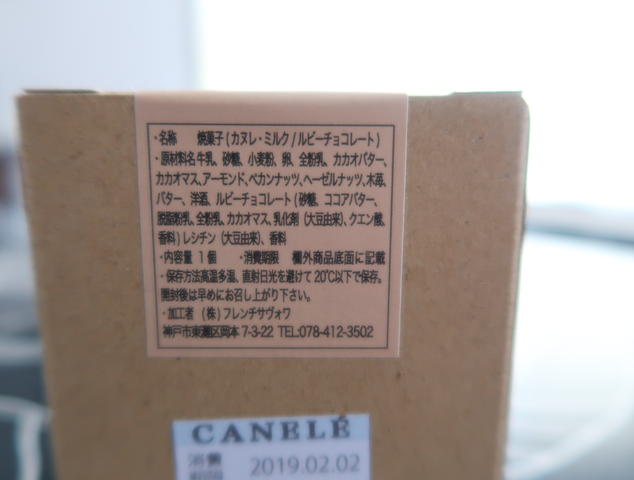 ・名称　焼菓子(カヌレ・ミルク/ルビーチョコレート)
・原材料名 牛乳、砂糖、小麦粉、卵、全粉乳、カカオバター、
カカオマス、アーモンド、ペカンナッツ、ヘーゼルナッツ、木苺、
バター、洋酒、ルビーチョコレート(砂糖、ココアバター、
脱脂粉乳、全粉乳、カカオマス、乳化剤（大豆由来）、クエン酸、
香料) レシチン（大豆由来）、香料
・内容量 1個　・消費期限　欄外商品底面に記載
・保存方法 高温多湿、直射日光を避けて20℃以下で保存。
開封後は早めにお召し上がり下さい。
・加工者 (株)フレンチサヴォワ
神戸市東灘区岡本7-3-22 TEL:078-412-3502
CANELÉ
消費
期限 2019.02.02